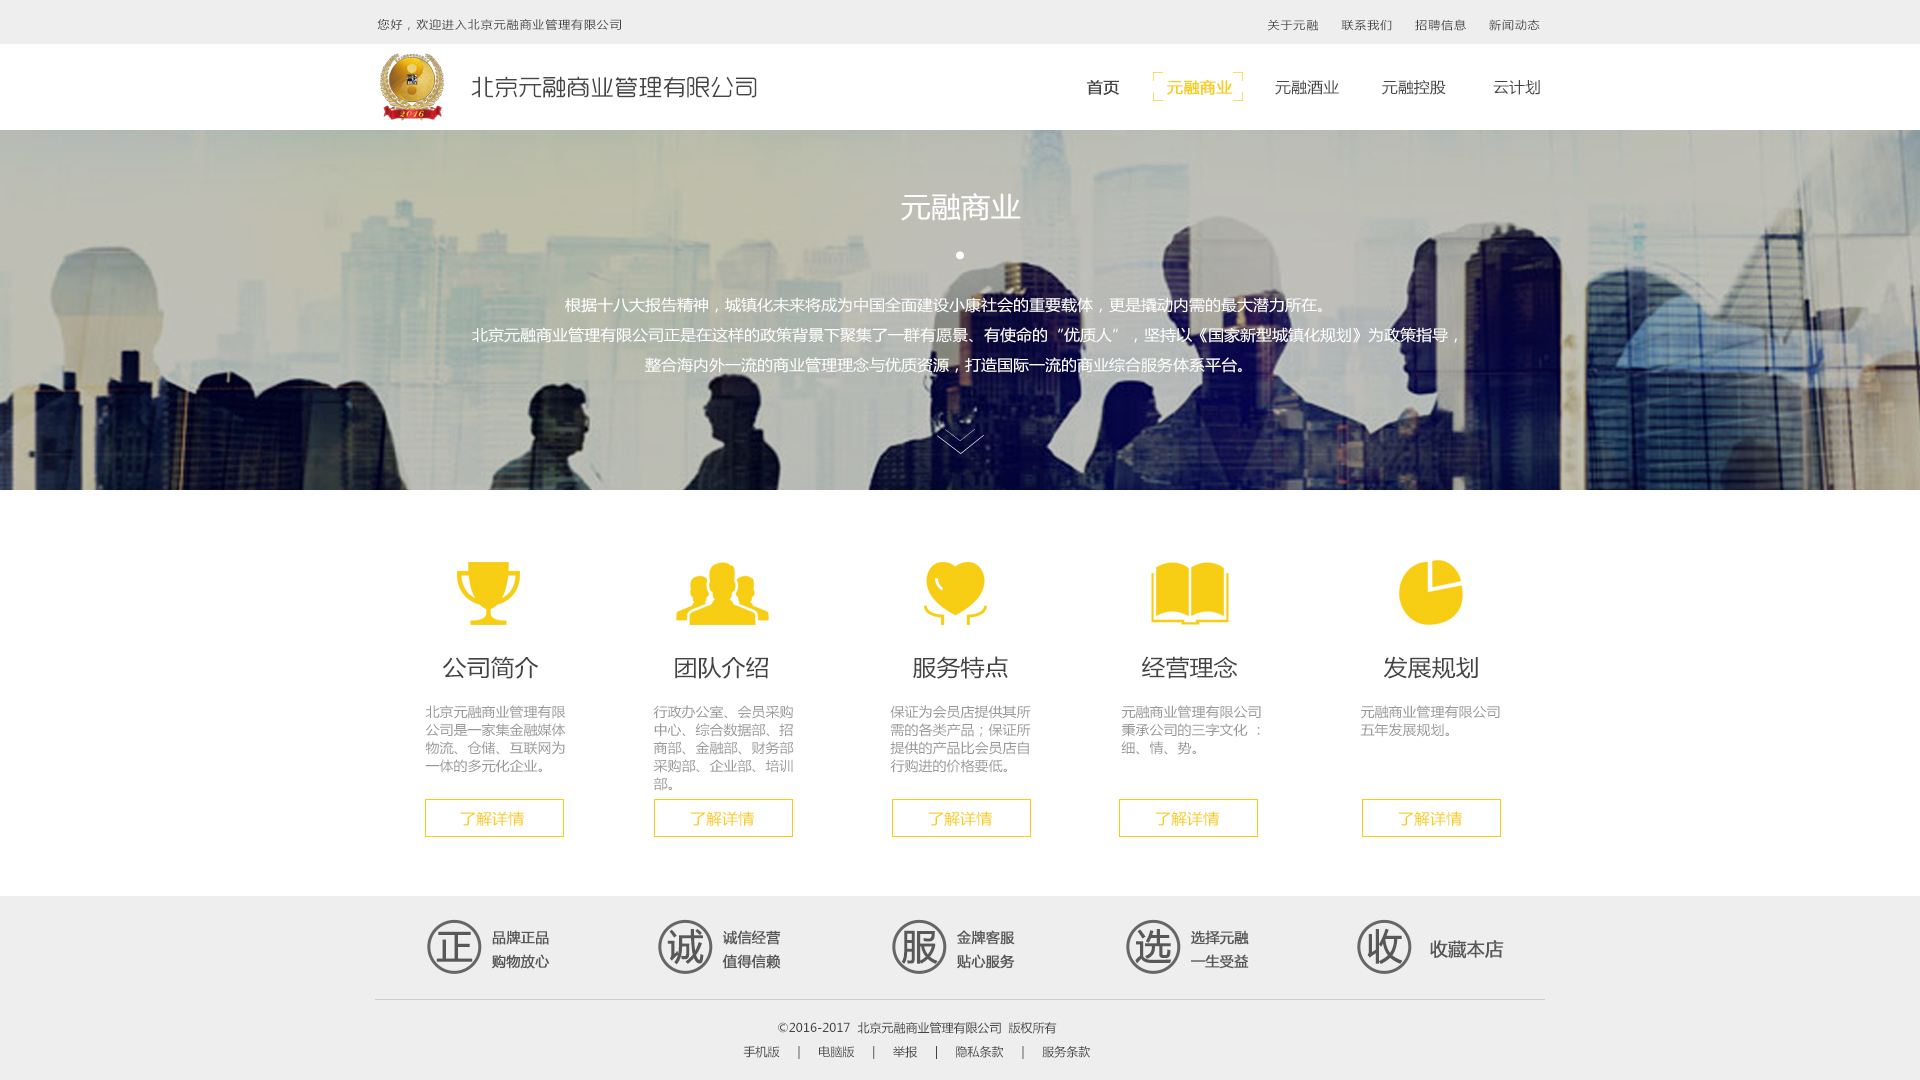 您好，欢迎进入北京元融商业管理有限公司
关于元融 联系我们 招聘信息 新闻动态
融
2016
北京元融商业管理有限公司
首页 元融商业 元融酒业 元融控股 云计划
元融商业
根据十八大报告精神，城镇化未来将成为中国全面建设小康社会的重要载体，更是撬动内需的最大潜力所在。
北京元融商业管理有限公司正是在这样的政策背景下聚集了一群有愿景、有使命的“优质人”，坚持以《国家新型城镇化规划》为政策指导，
整合海内外一流的商业管理理念与优质资源，打造国际一流的商业综合服务体系平台。
公司简介
北京元融商业管理有限
公司是一家集金融媒体
物流、仓储、互联网为
一体的多元化企业。
了解详情
团队介绍
行政办公室、会员采购
中心、综合数据部、招
商部、金融部、财务部
采购部、企业部、培训
部。
了解详情
服务特点
保证为会员店提供其所
需的各类产品；保证所
提供的产品比会员店自
行购进的价格要低。
了解详情
经营理念
元融商业管理有限公司
秉承公司的三字文化 ：
细、情、势。
了解详情
发展规划
元融商业管理有限公司
五年发展规划。
了解详情
正
品牌正品
购物放心
诚
诚信经营
值得信赖
服
金牌客服
贴心服务
选
选择元融
一生受益
收
收藏本店
©2016-2017 北京元融商业管理有限公司 版权所有
手机版 | 电脑版 | 举报 | 隐私条款 | 服务条款